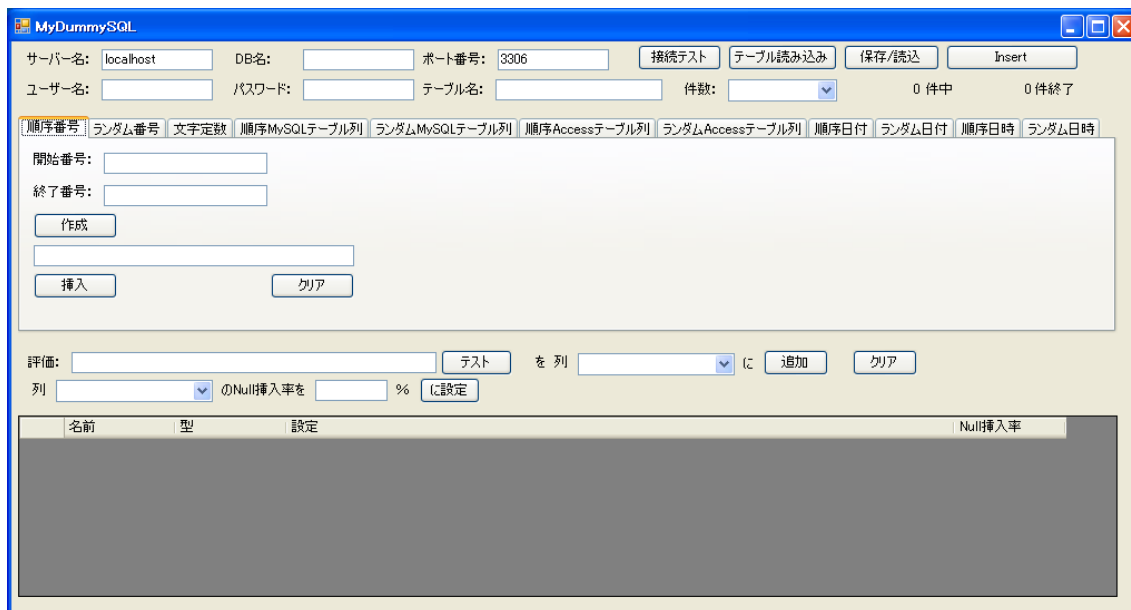 MyDummySQL
サーバー名: localhost DB名: ポート番号: 3306 接続テスト テーブル読み込み 保存/読込 Insert
ユーザー名: パスワード: テーブル名: 件数: 0 件中 0 件終了
順序番号 ランダム番号 文字定数 順序MySQLテーブル列 ランダムMySQLテーブル列 順序Accessテーブル列 ランダムAccessテーブル列 順序日付 ランダム日付 順序日時 ランダム日時
開始番号:
終了番号:
作成
挿入 クリア
評価: テスト を 列 に 追加 クリア
列 のNull挿入率を % に設定
名前 型 設定 Null挿入率